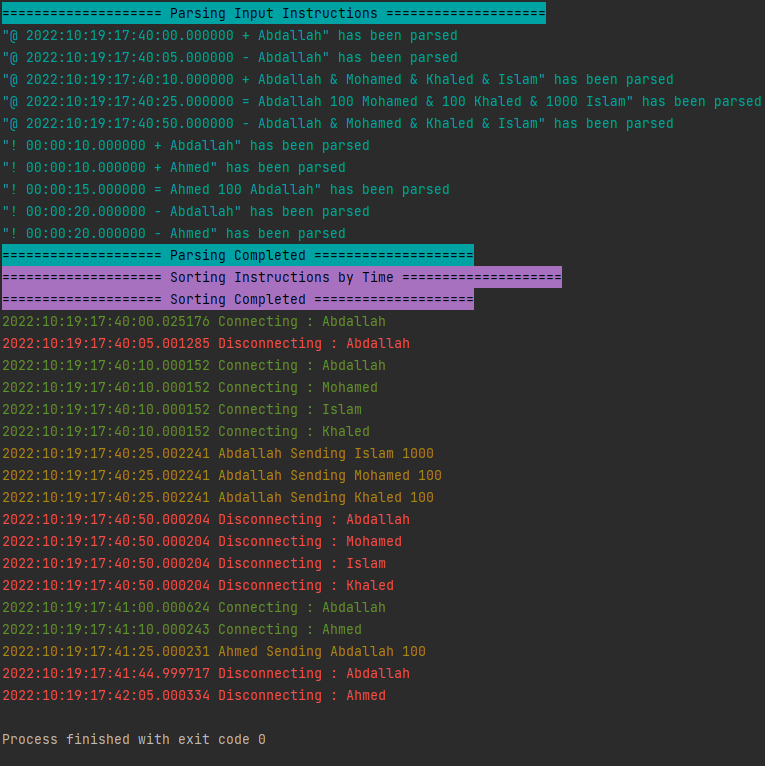 ==================== Parsing Input Instructions ====================
"@ 2022:10:19:17:40:00.000000 + Abdallah" has been parsed
"@ 2022:10:19:17:40:05.000000 - Abdallah" has been parsed
"@ 2022:10:19:17:40:10.000000 + Abdallah & Mohamed & Khaled & Islam" has been parsed
"@ 2022:10:19:17:40:25.000000 = Abdallah 100 Mohamed & 100 Khaled & 1000 Islam" has been parsed
"@ 2022:10:19:17:40:50.000000 - Abdallah & Mohamed & Khaled & Islam" has been parsed
"! 00:00:10.000000 + Abdallah" has been parsed
"! 00:00:10.000000 + Ahmed" has been parsed
"! 00:00:15.000000 = Ahmed 100 Abdallah" has been parsed
"! 00:00:20.000000 - Abdallah" has been parsed
"! 00:00:20.000000 - Ahmed" has been parsed
==================== Parsing Completed ====================
==================== Sorting Instructions by Time ====================
==================== Sorting Completed ====================
2022:10:19:17:40:00.025176 Connecting : Abdallah
2022:10:19:17:40:05.001285 Disconnecting : Abdallah
2022:10:19:17:40:10.000152 Connecting : Abdallah
2022:10:19:17:40:10.000152 Connecting : Mohamed
2022:10:19:17:40:10.000152 Connecting : Islam
2022:10:19:17:40:10.000152 Connecting : Khaled
2022:10:19:17:40:25.002241 Abdallah Sending Islam 1000
2022:10:19:17:40:25.002241 Abdallah Sending Mohamed 100
2022:10:19:17:40:25.002241 Abdallah Sending Khaled 100
2022:10:19:17:40:50.000204 Disconnecting : Abdallah
2022:10:19:17:40:50.000204 Disconnecting : Mohamed
2022:10:19:17:40:50.000204 Disconnecting : Islam
2022:10:19:17:40:50.000204 Disconnecting : Khaled
2022:10:19:17:41:00.000624 Connecting : Abdallah
2022:10:19:17:41:10.000243 Connecting : Ahmed
2022:10:19:17:41:25.000231 Ahmed Sending Abdallah 100
2022:10:19:17:41:44.999717 Disconnecting : Abdallah
2022:10:19:17:42:05.000334 Disconnecting : Ahmed
Process finished with exit code 0